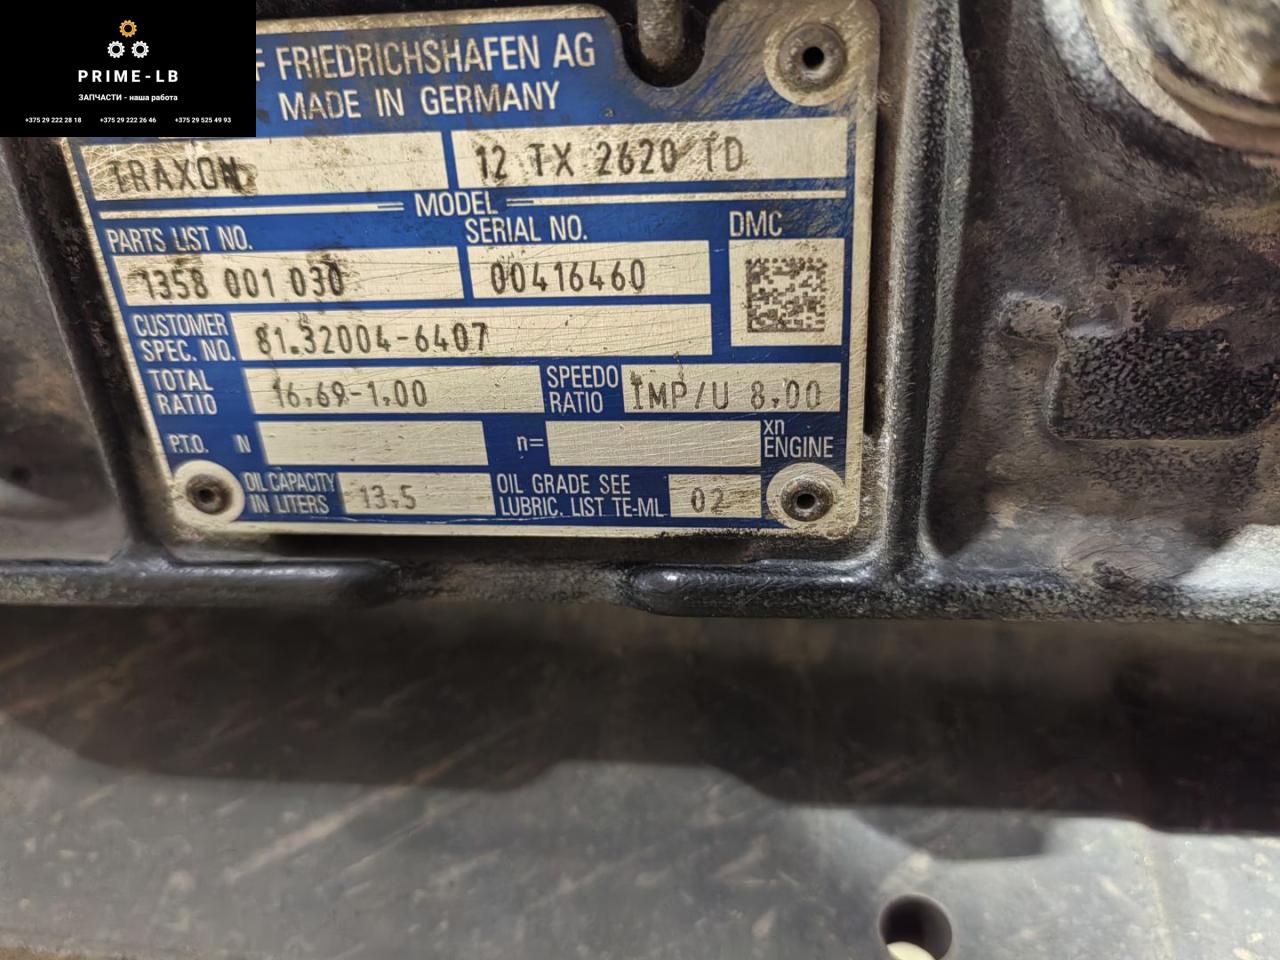 PRIME-LB
ЗАПЧАСТИ - наша работа
+375 29 222 28 18 +375 29 222 26 46 +375 29 525 49 93
F FRIEDRICHSHAFEN AG
MADE IN GERMANY
TRAXON 12 TX 2620 TD
MODEL
PARTS LIST NO. SERIAL NO. DMC
1358 001 030 00416460
CUSTOMER
SPEC. NO. 81.32004-6407
TOTAL
RATIO 16.69-1.00
SPEEDO
RATIO IMP/U 8.00
P.T.O. N n= xn
ENGINE
OIL CAPACITY
IN LITERS 13.5
OIL GRADE SEE
LUBRIC. LIST TE-ML 02